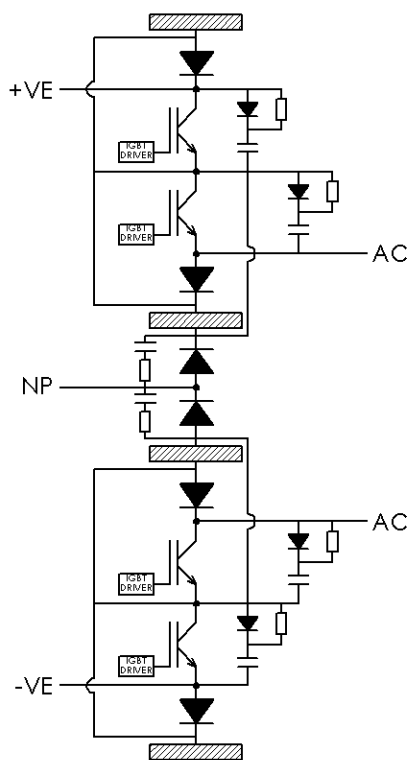 +VE
IGBT
DRIVER
IGBT
DRIVER
AC
NP
AC
IGBT
DRIVER
IGBT
DRIVER
-VE